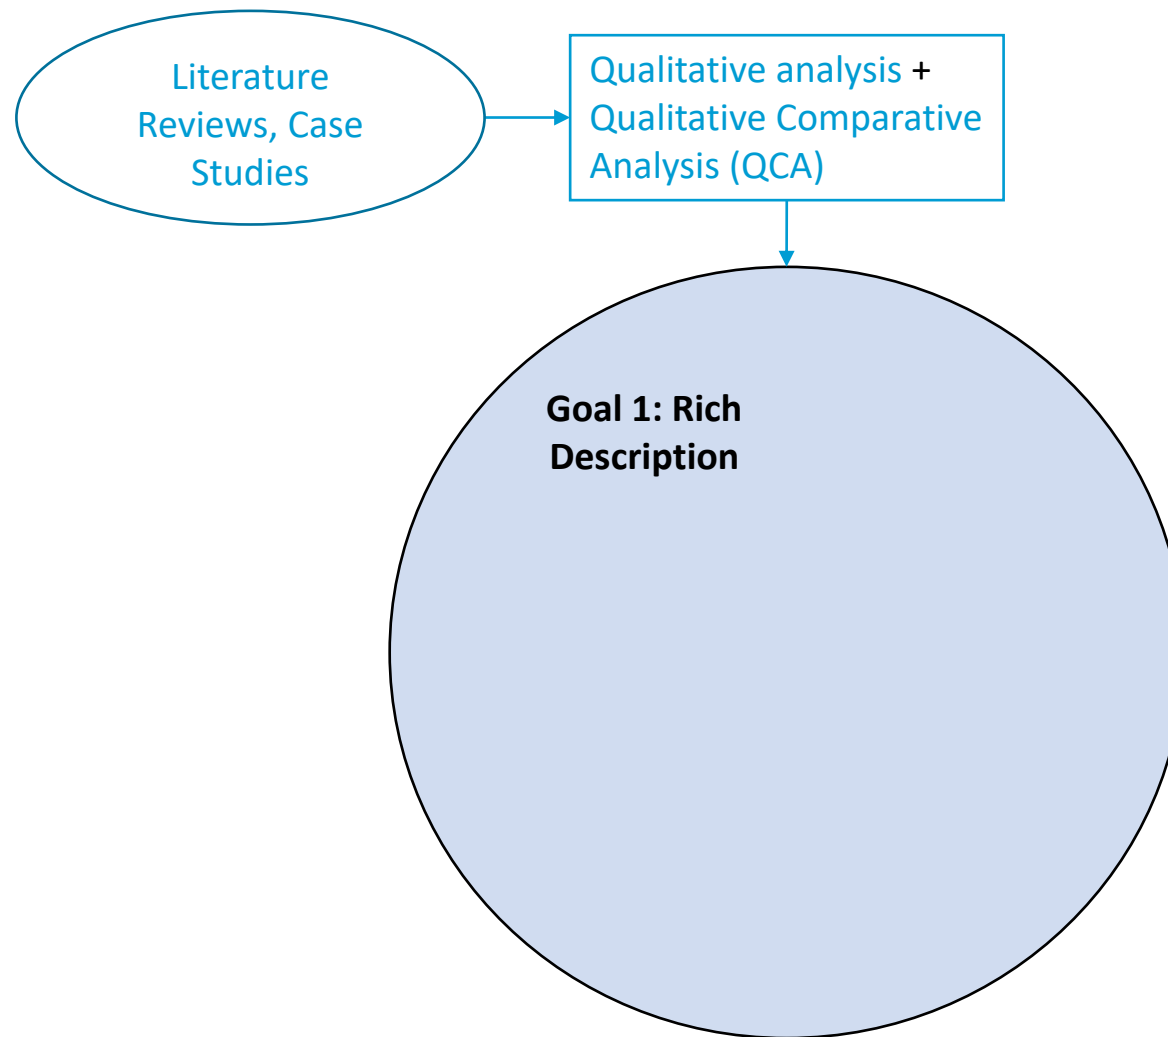 Literature
Reviews, Case
Studies
Qualitative analysis +
Qualitative Comparative
Analysis (QCA)
Goal 1: Rich
Description